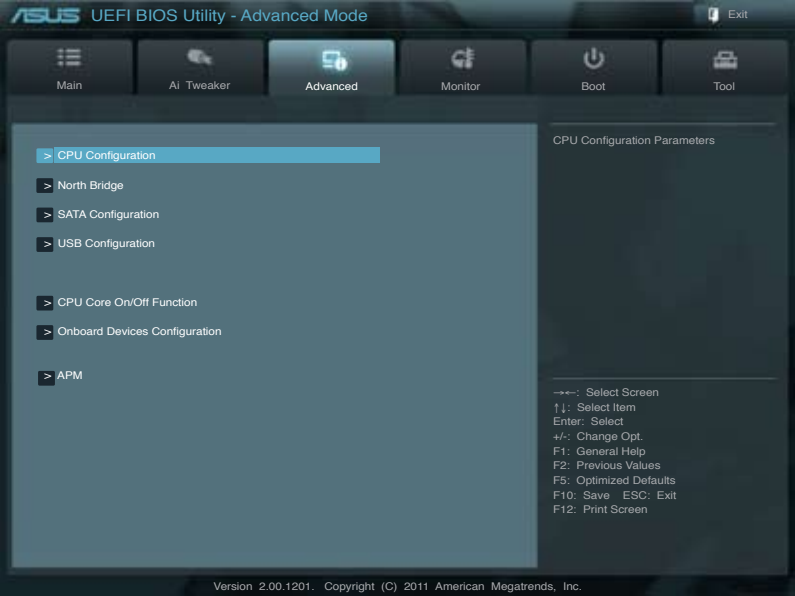 ASUS UEFI BIOS Utility - Advanced Mode
Exit
Main
Ai Tweaker
Advanced
Monitor
Boot
Tool
> CPU Configuration
> North Bridge
> SATA Configuration
> USB Configuration
> CPU Core On/Off Function
> Onboard Devices Configuration
> APM
CPU Configuration Parameters
→←: Select Screen
↑↓: Select Item
Enter: Select
+/-: Change Opt.
F1: General Help
F2: Previous Values
F5: Optimized Defaults
F10: Save ESC: Exit
F12: Print Screen
Version 2.00.1201. Copyright (C) 2011 American Megatrends, Inc.